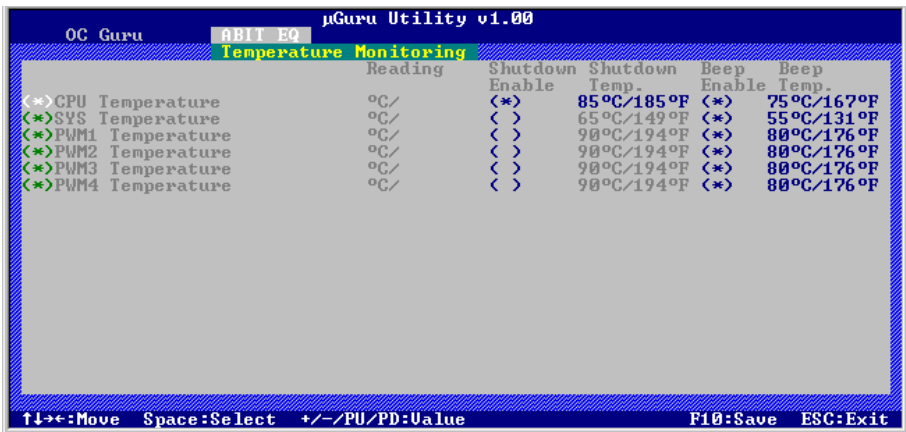 µGuru Utility v1.00
OC Guru ABIT EQ
Temperature Monitoring
Reading Shutdown Shutdown Beep Beep
Enable Temp. Enable Temp.
(*)CPU Temperature ºC/ (*) 85ºC/185ºF (*) 75ºC/167ºF
(*)SYS Temperature ºC/ ( ) 65ºC/149ºF (*) 55ºC/131ºF
(*)PWM1 Temperature ºC/ ( ) 90ºC/194ºF (*) 80ºC/176ºF
(*)PWM2 Temperature ºC/ ( ) 90ºC/194ºF (*) 80ºC/176ºF
(*)PWM3 Temperature ºC/ ( ) 90ºC/194ºF (*) 80ºC/176ºF
(*)PWM4 Temperature ºC/ ( ) 90ºC/194ºF (*) 80ºC/176ºF
↑↓→←:Move Space:Select +/-/PU/PD:Value F10:Save ESC:Exit